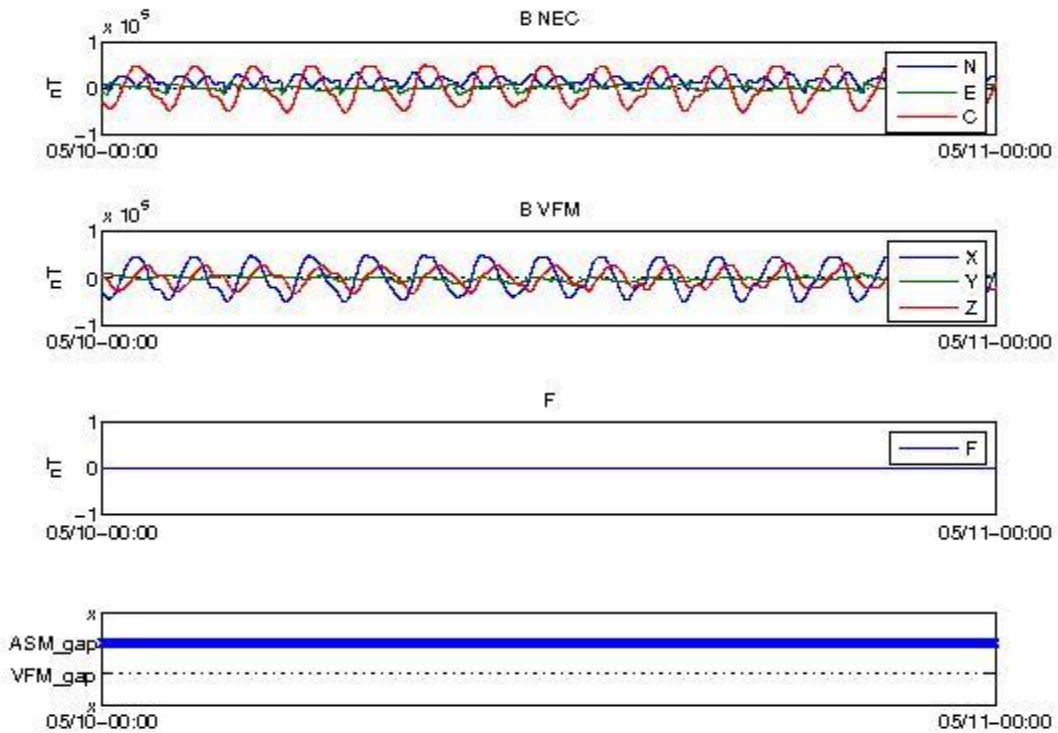 B NEC
x 10^5
1
0
-1
nT
N
E
C
05/10-00:00
05/11-00:00
B VFM
x 10^5
1
0
-1
nT
X
Y
Z
05/10-00:00
05/11-00:00
F
1
0
-1
nT
F
05/10-00:00
05/11-00:00
x
ASM_gap
VFM_gap
x
05/10-00:00
05/11-00:00